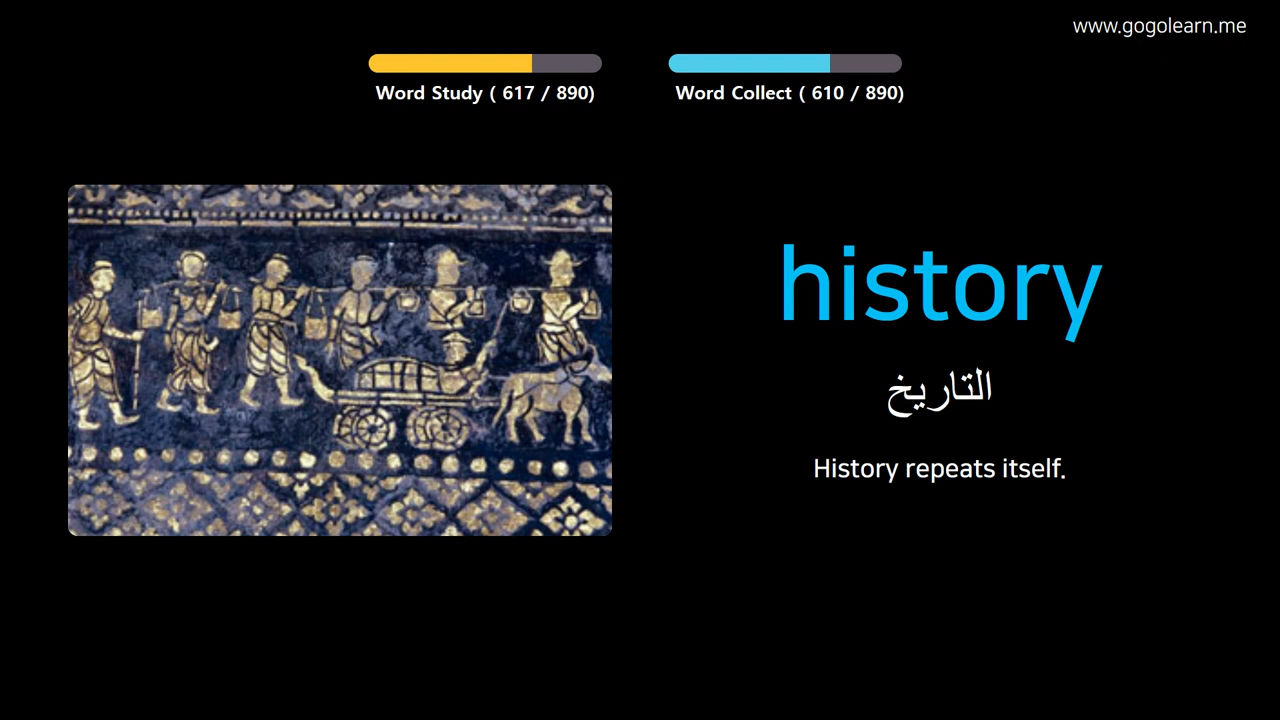 www.gogolearn.me
Word Study ( 617 / 890)
Word Collect ( 610 / 890)
history
التاريخ
History repeats itself.